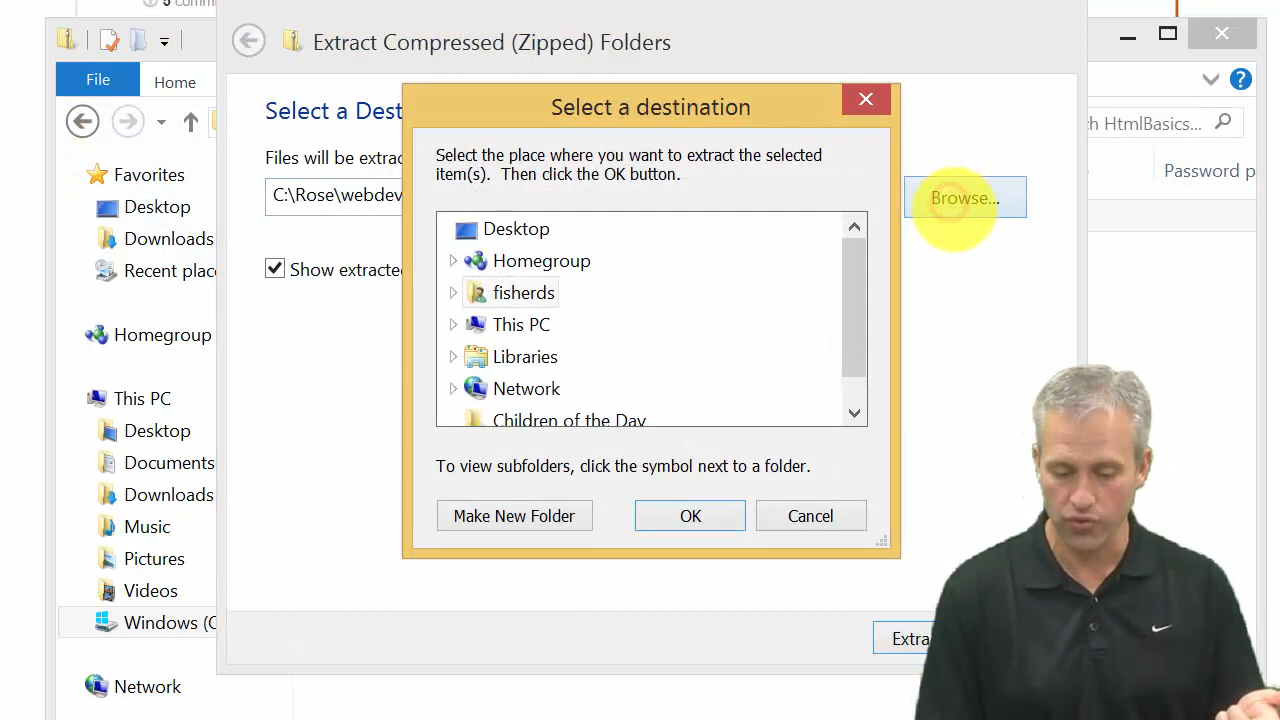 5 comm
Extract Compressed (Zipped) Folders
File
Home
Select a Dest
Select a destination
h HtmlBasics...
Favorites
Files will be extrac
Select the place where you want to extract the selected
item(s). Then click the OK button.
Password p
C:\Rose\webdev
Browse...
Desktop
Downloads
Recent plac
Show extracted
Desktop
Homegroup
fisherds
This PC
Libraries
Network
Children of the Day
Homegroup
This PC
Desktop
Documents
Downloads
Music
Pictures
Videos
Windows (C
Network
To view subfolders, click the symbol next to a folder.
Make New Folder
OK
Cancel
Extra